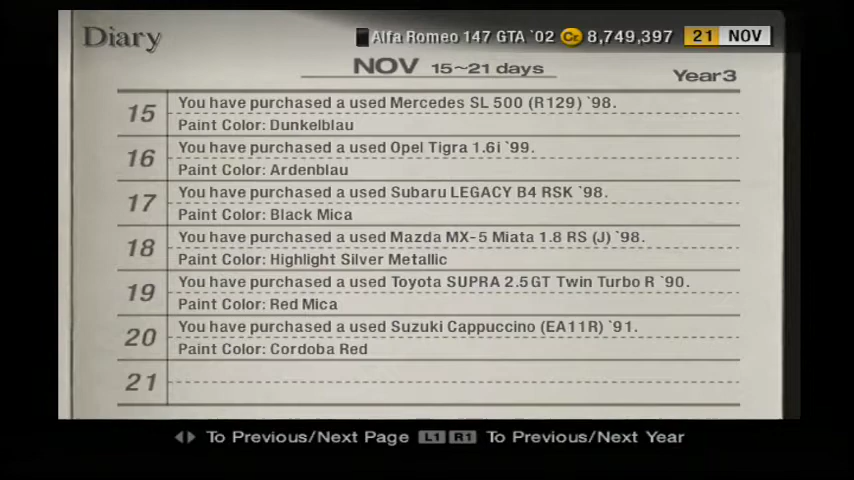 Diary
Alfa Romeo 147 GTA `02 Cr 8,749,397 21 NOV
NOV 15~21 days
Year3
15 You have purchased a used Mercedes SL 500 (R129) `98.
Paint Color: Dunkelblau
16 You have purchased a used Opel Tigra 1.6i `99.
Paint Color: Ardenblau
17 You have purchased a used Subaru LEGACY B4 RSK `98.
Paint Color: Black Mica
18 You have purchased a used Mazda MX-5 Miata 1.8 RS (J) `98.
Paint Color: Highlight Silver Metallic
19 You have purchased a used Toyota SUPRA 2.5GT Twin Turbo R `90.
Paint Color: Red Mica
20 You have purchased a used Suzuki Cappuccino (EA11R) `91.
Paint Color: Cordoba Red
21
To Previous/Next Page L1 R1 To Previous/Next Year